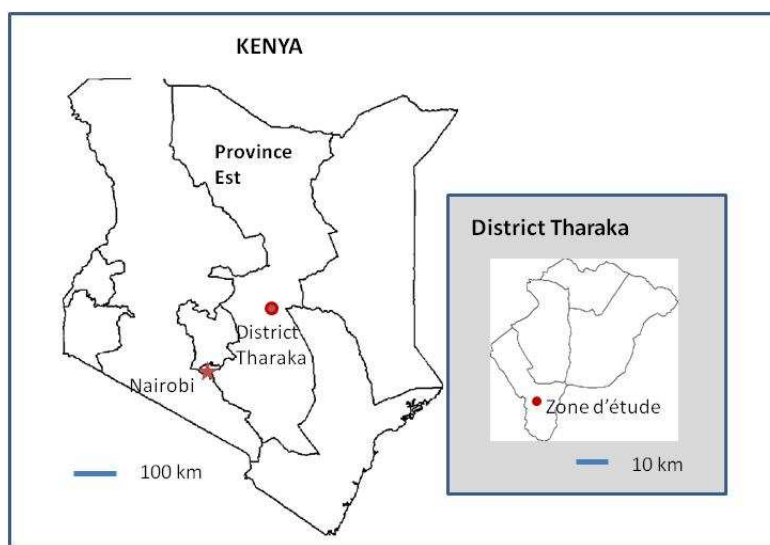 KENYA
Province
Est
District
Tharaka
Nairobi
100 km
District Tharaka
Zone d'étude
10 km